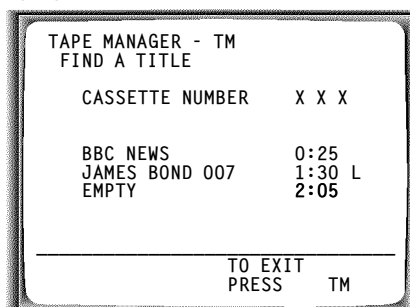 TAPE MANAGER - TM
FIND A TITLE
CASSETTE NUMBER X X X
BBC NEWS 0:25
JAMES BOND 007 1:30 L
EMPTY 2:05
TO EXIT
PRESS TM